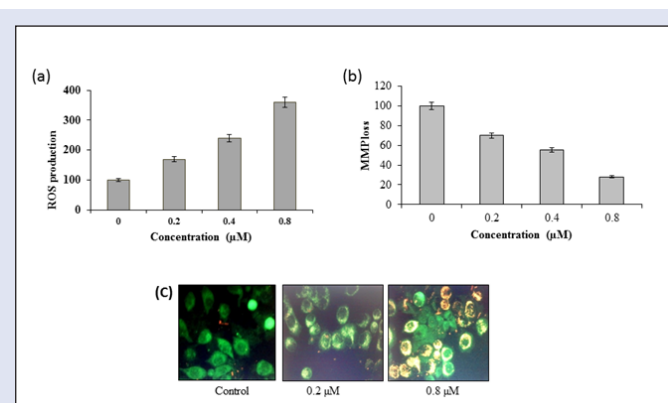 (a)
400
300
200
100
0
ROS production
0 0.2 0.4 0.8
Concentration (µM)
(b)
120
100
80
60
40
20
0
MMP loss
0 0.2 0.4 0.8
Concentration (µM)
(C)
Control 0.2 µM 0.8 µM